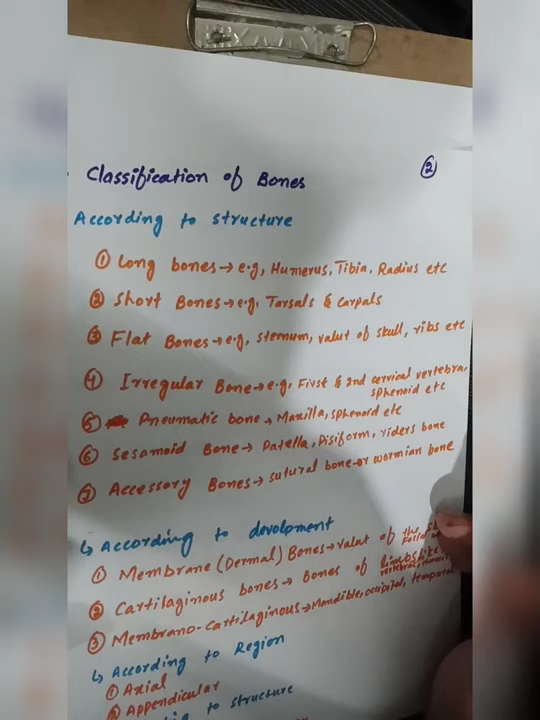 Classification of Bones
②
According to structure
① Long bones → e.g, Humerus, Tibia, Radius etc
② Short Bones → e.g. Tarsals & Carpals
③ Flat Bones → e.g, sternum, valut of skull, ribs etc
④ Irregular Bone → e.g, First & 2nd cervical vertebra,
sphenoid etc
⑤ Pneumatic bone → Maxilla, sphenoid etc
⑥ Sesamoid Bone → Patella, Pisiform, riders bone
⑦ Accessory Bones → sutural bone or wormian bone
↳ According to devolpment
① Membrane (Dermal) Bones → valut of the
② Cartilaginous bones → Bones of limbs like
③ Membrano-cartilaginous → Mandible, occipital, temporal
↳ According to Region
① Axial
② Appendicular
to structure